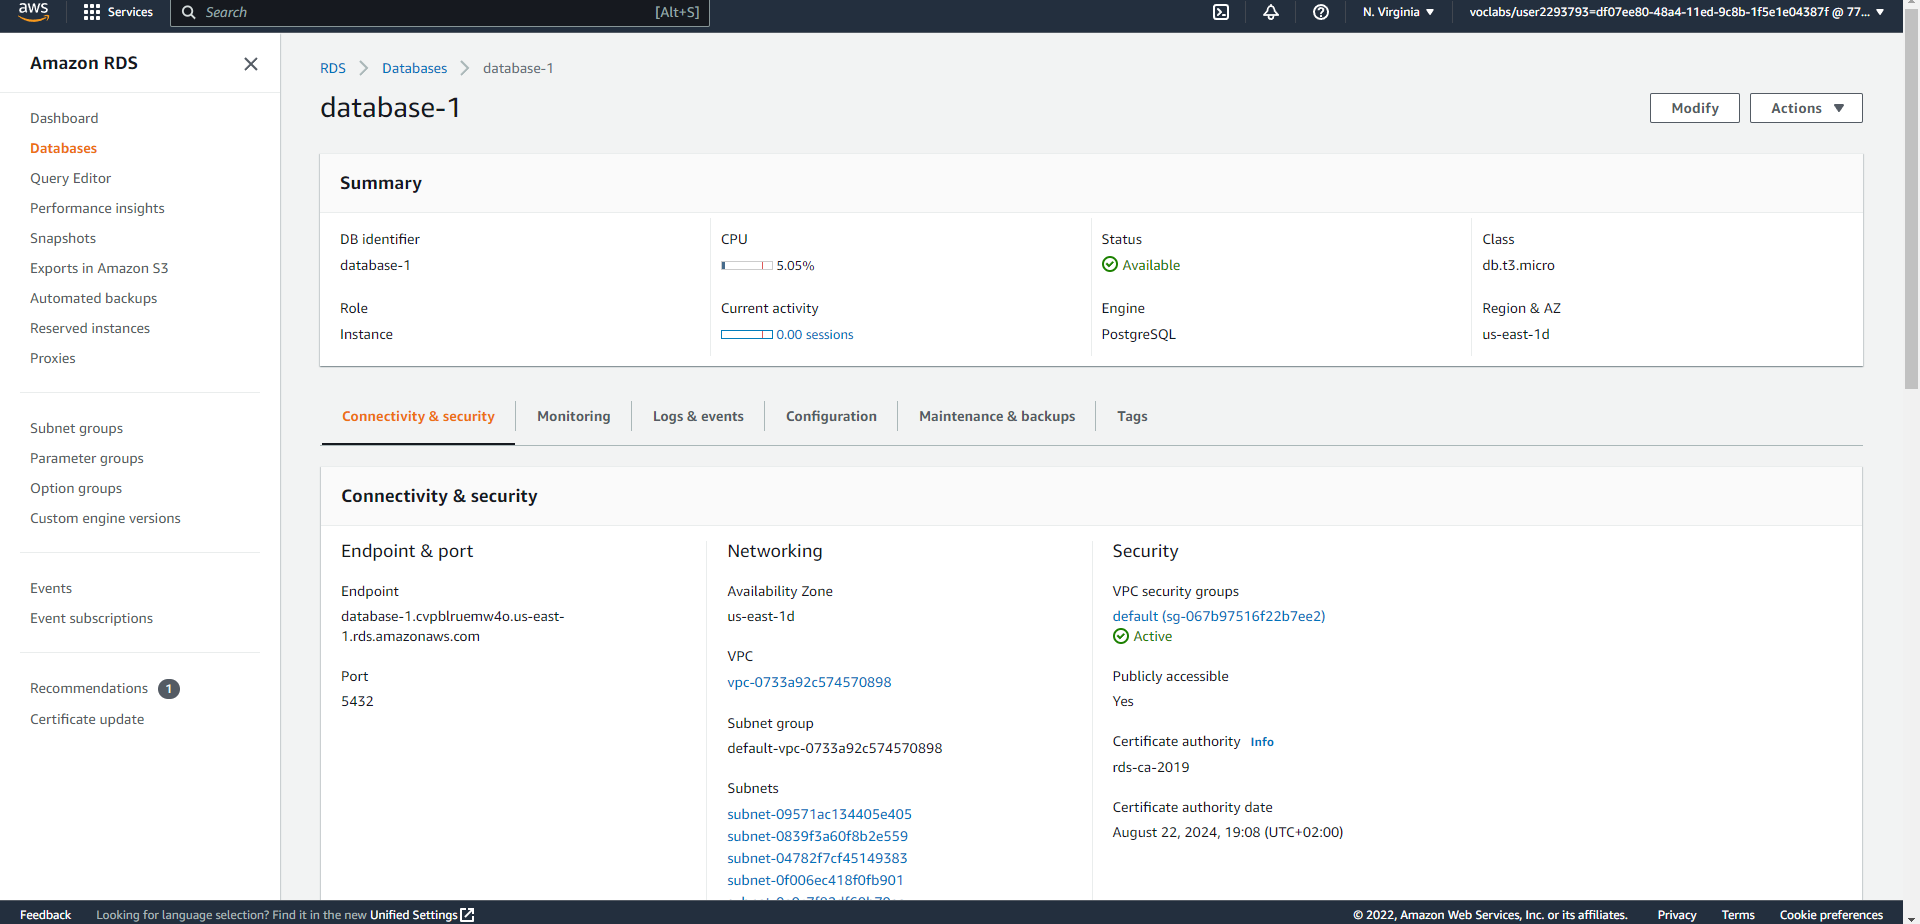 aws
Services
Search
[Alt+S]
N. Virginia
voclabs/user2293793=df07ee80-48a4-11ed-9c8b-1f5e1e04387f @ 77...
Amazon RDS
Dashboard
Databases
Query Editor
Performance insights
Snapshots
Exports in Amazon S3
Automated backups
Reserved instances
Proxies
Subnet groups
Parameter groups
Option groups
Custom engine versions
Events
Event subscriptions
Recommendations 1
Certificate update
RDS
Databases
database-1
database-1
Modify
Actions
Summary
DB identifier
database-1
CPU
5.05%
Status
Available
Class
db.t3.micro
Role
Instance
Current activity
0.00 sessions
Engine
PostgreSQL
Region & AZ
us-east-1d
Connectivity & security
Monitoring
Logs & events
Configuration
Maintenance & backups
Tags
Connectivity & security
Endpoint & port
Endpoint
database-1.cvpblruemw4o.us-east-
1.rds.amazonaws.com
Port
5432
Networking
Availability Zone
us-east-1d
VPC
vpc-0733a92c574570898
Subnet group
default-vpc-0733a92c574570898
Subnets
subnet-09571ac134405e405
subnet-0839f3a60f8b2e559
subnet-04782f7cf45149383
subnet-0f006ec418f0fb901
Security
VPC security groups
default (sg-067b97516f22b7ee2)
Active
Publicly accessible
Yes
Certificate authority Info
rds-ca-2019
Certificate authority date
August 22, 2024, 19:08 (UTC+02:00)
Feedback
Looking for language selection? Find it in the new Unified Settings
© 2022, Amazon Web Services, Inc. or its affiliates.
Privacy
Terms
Cookie preferences